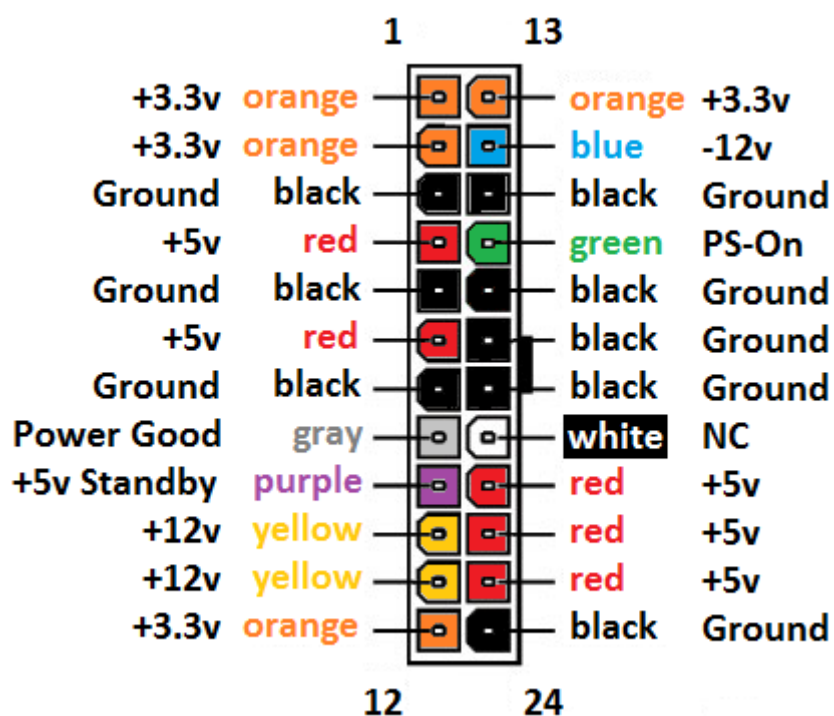 1 13
+3.3v orange orange +3.3v
+3.3v orange blue -12v
Ground black black Ground
+5v red green PS-On
Ground black black Ground
+5v red black Ground
Ground black black Ground
Power Good gray white NC
+5v Standby purple red +5v
+12v yellow red +5v
+12v yellow red +5v
+3.3v orange black Ground
12 24